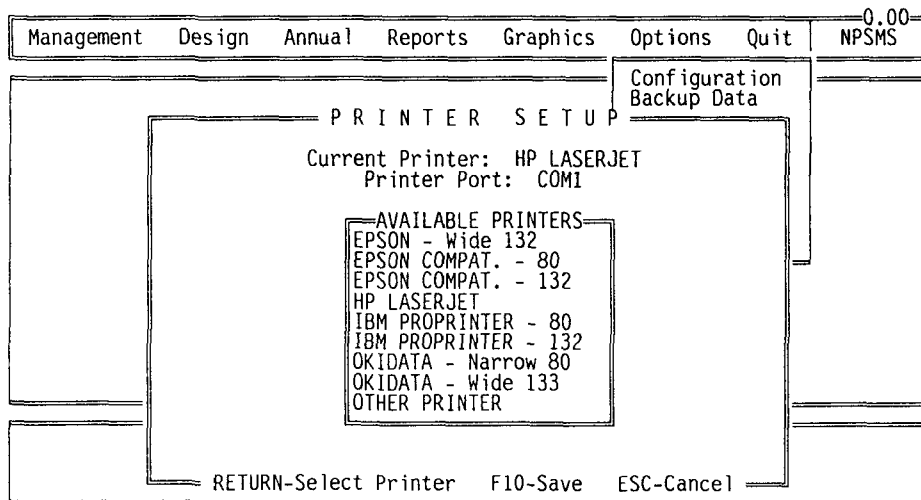 0.00
Management Design Annual Reports Graphics Options Quit NPSMS
Configuration
Backup Data
PRINTER SETUP
Current Printer: HP LASERJET
Printer Port: COM1
AVAILABLE PRINTERS
EPSON - Wide 132
EPSON COMPAT. - 80
EPSON COMPAT. - 132
HP LASERJET
IBM PROPRINTER - 80
IBM PROPRINTER - 132
OKIDATA - Narrow 80
OKIDATA - Wide 133
OTHER PRINTER
RETURN-Select Printer F10-Save ESC-Cancel